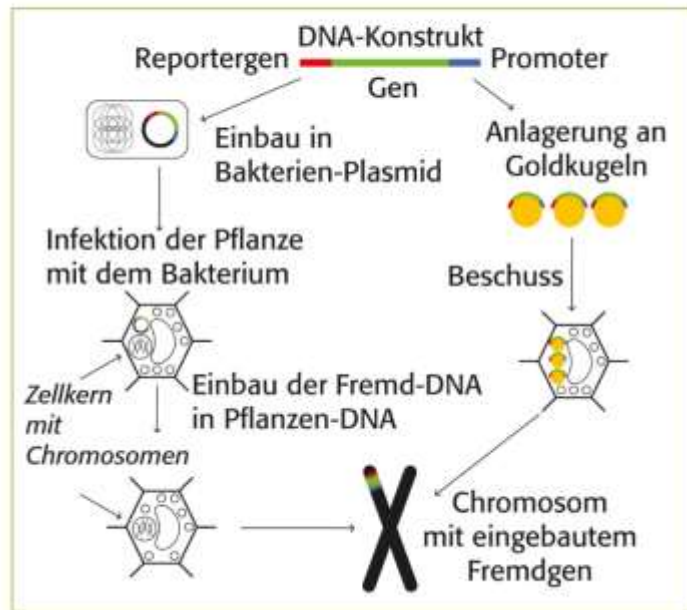 DNA-Konstrukt
Reportergen
Promoter
Gen
Einbau in
Bakterien-Plasmid
Anlagerung an
Goldkugeln
Infektion der Pflanze
mit dem Bakterium
Beschuss
Einbau der Fremd-DNA
in Pflanzen-DNA
Zellkern
mit
Chromosomen
Chromosom
mit eingebautem
Fremdgen